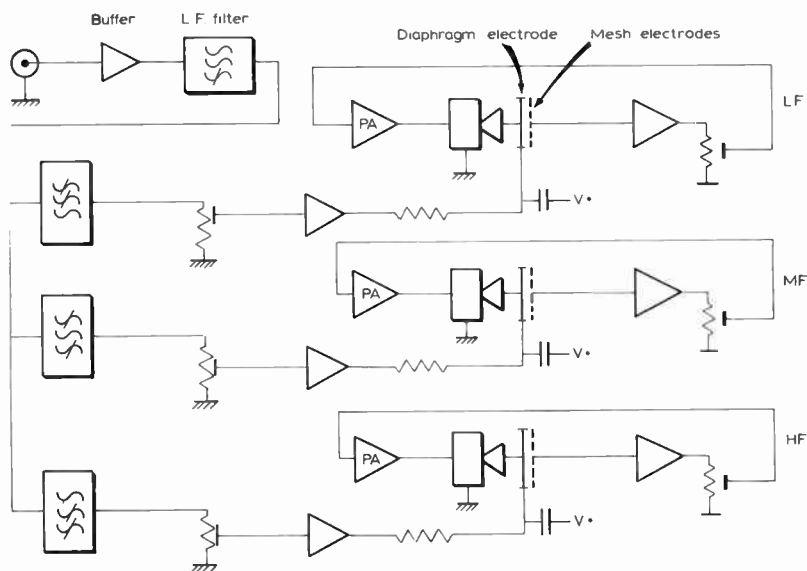 Buffer
L F. filter
Diaphragm electrode
Mesh electrodes
LF
PA
V•
MF
PA
V•
HF
PA
V•